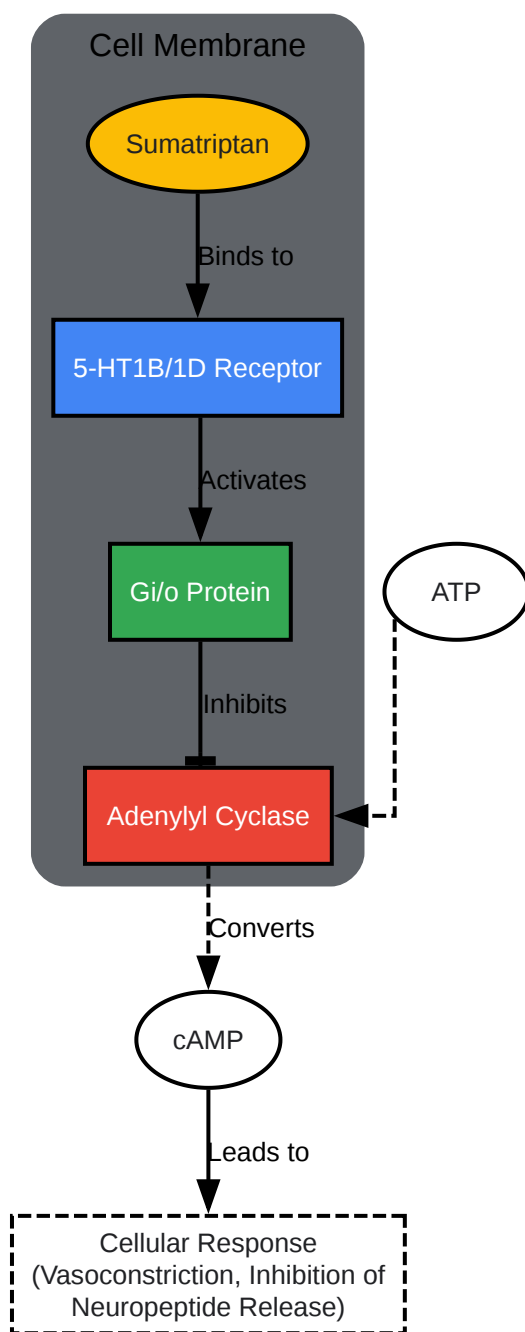 Cell Membrane
Sumatriptan
Binds to
5-HT1B/1D Receptor
Activates
Gi/o Protein
ATP
Inhibits
Adenylyl Cyclase
Converts
cAMP
Leads to
Cellular Response
(Vasoconstriction, Inhibition of
Neuropeptide Release)